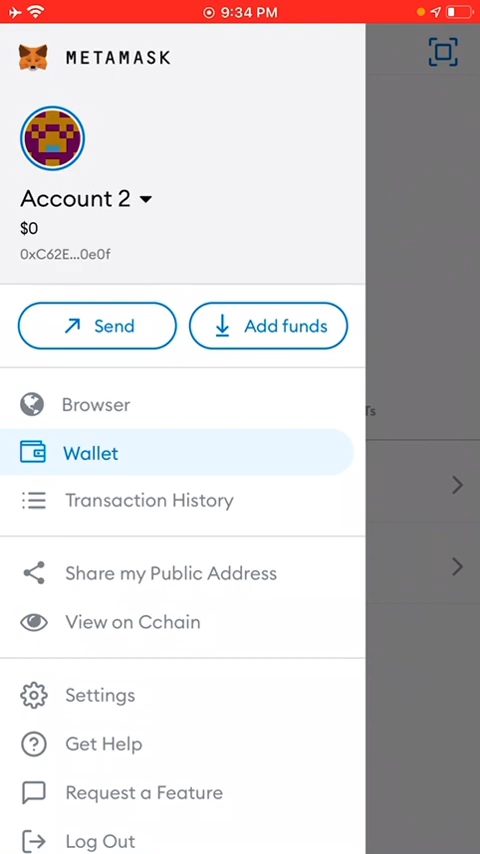 9:34 PM
METAMASK
Account 2
$0
0xC62E...0e0f
Send
Add funds
Browser
Ts
Wallet
Transaction History
Share my Public Address
View on Cchain
Settings
Get Help
Request a Feature
Log Out